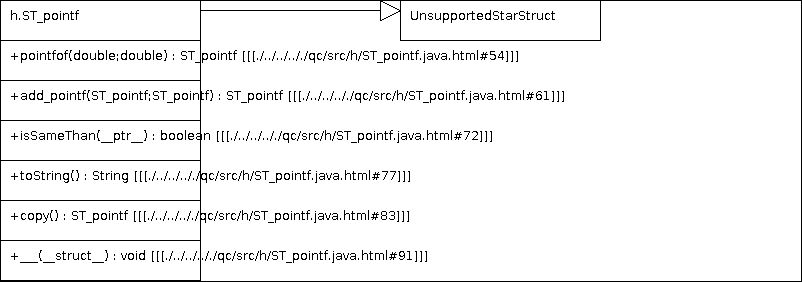 h.ST_pointf
UnsupportedStarStruct
+pointfof(double;double) : ST_pointf [[[./../../../qc/src/h/ST_pointf.java.html#54]]]
+add_pointf(ST_pointf;ST_pointf) : ST_pointf [[[./../../../qc/src/h/ST_pointf.java.html#61]]]
+isSameThan(__ptr__) : boolean [[[./../../../qc/src/h/ST_pointf.java.html#72]]]
+toString() : String [[[./../../../qc/src/h/ST_pointf.java.html#77]]]
+copy() : ST_pointf [[[./../../../qc/src/h/ST_pointf.java.html#83]]]
+___(__struct__) : void [[[./../../../qc/src/h/ST_pointf.java.html#91]]]